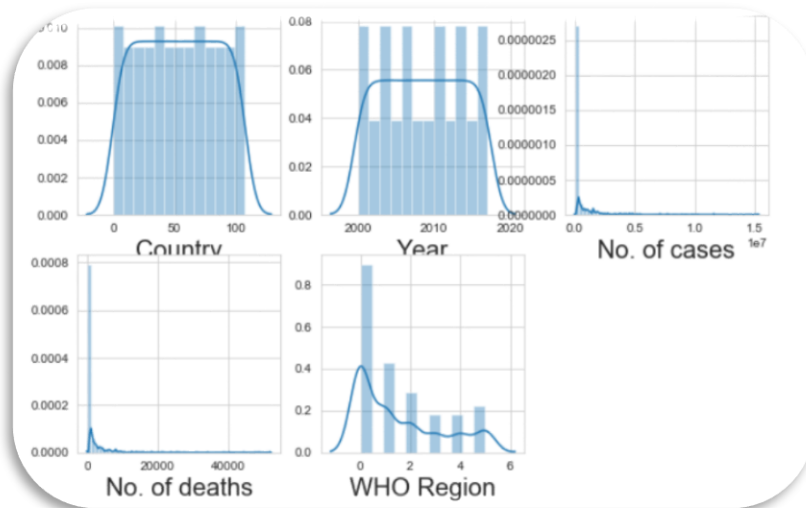 0.010
0.008
0.006
0.004
0.002
0.000
0 50 100
Country
0.08
0.06
0.04
0.02
0.00
2000 2010 2020
Year
0.0000025
0.0000020
0.0000015
0.0000010
0.0000005
0.0000000
0.0 0.5 1.0 1.5
1e7
No. of cases
0.0008
0.0006
0.0004
0.0002
0.0000
0 20000 40000
No. of deaths
0.8
0.6
0.4
0.2
0.0
0 2 4 6
WHO Region